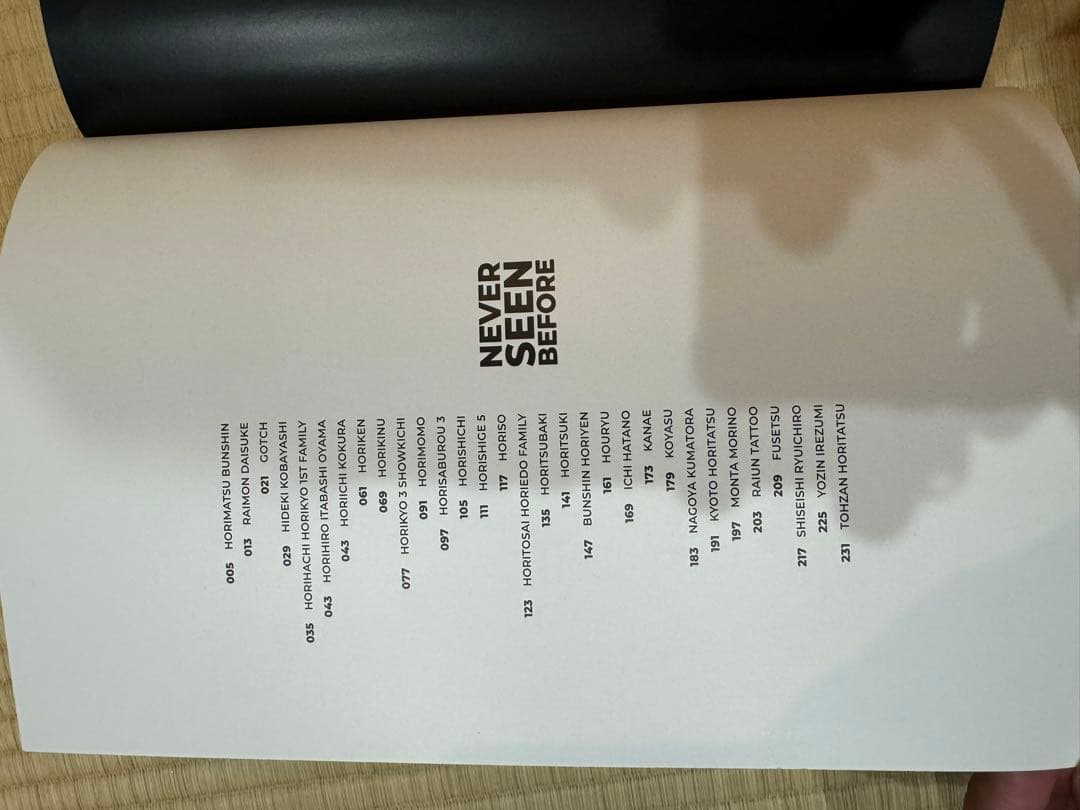 NEVER
SEEN
BEFORE
005 HORIMATSU BUNSHIN
013 RAIMON DAISUKE
021 GOTCH
029 HIDEKI KOBAYASHI
035 HORIHACHI HORIKYO 1ST FAMILY
043 HORIHIRO ITABASHI OYAMA
043 HORIICHI KOKURA
061 HORIKEN
069 HORIKINU
077 HORIKYO 3 SHOWKICHI
091 HORIMOMO
097 HORISABUROU 3
105 HORISHICHI
111 HORISHIGE 5
117 HORISO
123 HORITOSAI HORIEDO FAMILY
135 HORITSUBAKI
141 HORITSUKI
147 BUNSHIN HORIYEN
161 HOURYU
169 ICHI HATANO
173 KANAE
179 KOYASU
183 NAGOYA KUMATORA
191 KYOTO HORITATSU
197 MONTA MORINO
203 RAIUN TATTOO
209 FUSETSU
217 SHISEISHI RYUICHIRO
225 YOZIN IREZUMI
231 TOHZAN HORITATSU